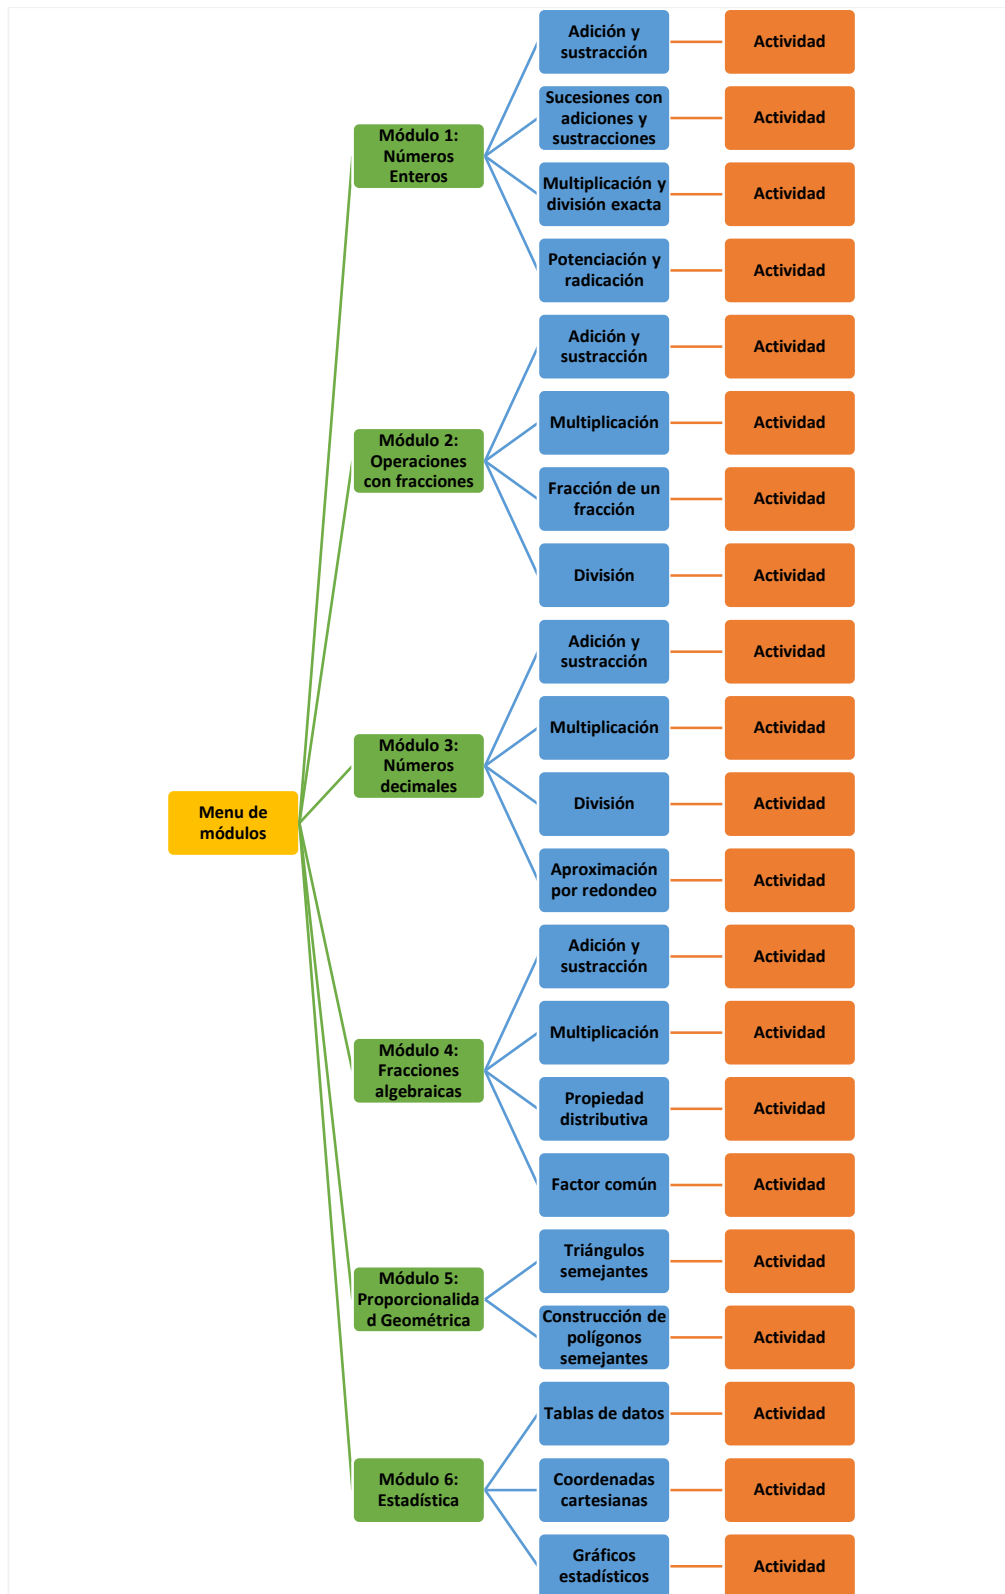 Menu de
módulos
Módulo 1:
Números
Enteros
Adición y
sustracción
Actividad
Sucesiones con
adiciones y
sustracciones
Actividad
Multiplicación y
división exacta
Actividad
Potenciación y
radicación
Actividad
Módulo 2:
Operaciones
con fracciones
Adición y
sustracción
Actividad
Multiplicación
Actividad
Fracción de un
fracción
Actividad
División
Actividad
Módulo 3:
Números
decimales
Adición y
sustracción
Actividad
Multiplicación
Actividad
División
Actividad
Aproximación
por redondeo
Actividad
Módulo 4:
Fracciones
algebraicas
Adición y
sustracción
Actividad
Multiplicación
Actividad
Propiedad
distributiva
Actividad
Factor común
Actividad
Módulo 5:
Proporcionalida
d Geométrica
Triángulos
semejantes
Actividad
Construcción de
polígonos
semejantes
Actividad
Módulo 6:
Estadística
Tablas de datos
Actividad
Coordenadas
cartesianas
Actividad
Gráficos
estadísticos
Actividad